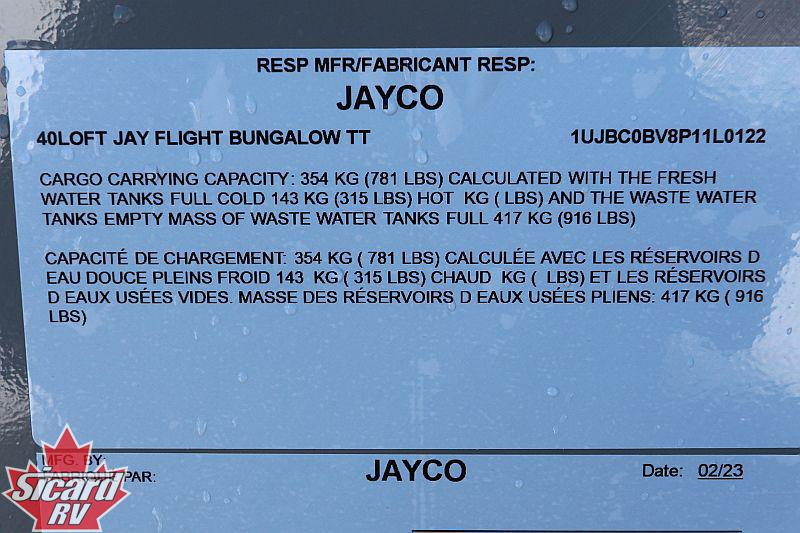 RESP MFR/FABRICANT RESP:
JAYCO
40LOFT JAY FLIGHT BUNGALOW TT 1UJBC0BV8P11L0122
CARGO CARRYING CAPACITY: 354 KG (781 LBS) CALCULATED WITH THE FRESH
WATER TANKS FULL COLD 143 KG (315 LBS) HOT KG ( LBS) AND THE WASTE WATER
TANKS EMPTY MASS OF WASTE WATER TANKS FULL 417 KG (916 LBS)
CAPACITÉ DE CHARGEMENT: 354 KG ( 781 LBS) CALCULÉE AVEC LES RÉSERVOIRS D
EAU DOUCE PLEINS FROID 143 KG ( 315 LBS) CHAUD KG ( LBS) ET LES RÉSERVOIRS
D EAUX USÉES VIDES. MASSE DES RÉSERVOIRS D EAUX USÉES PLIENS: 417 KG ( 916
LBS)
MFG. BY:
FABRIQUE PAR: JAYCO Date: 02/23
Sicard
RV